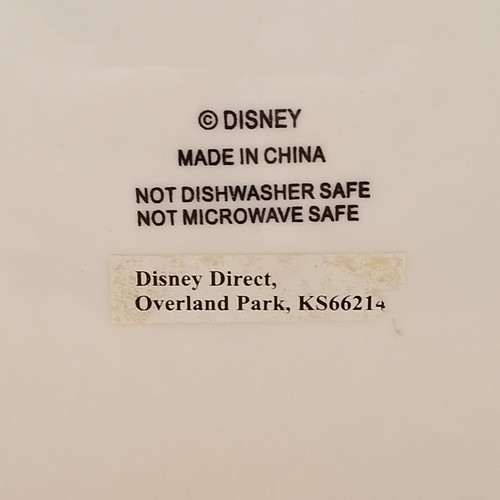 © DISNEY
MADE IN CHINA
NOT DISHWASHER SAFE
NOT MICROWAVE SAFE
Disney Direct,
Overland Park, KS66214